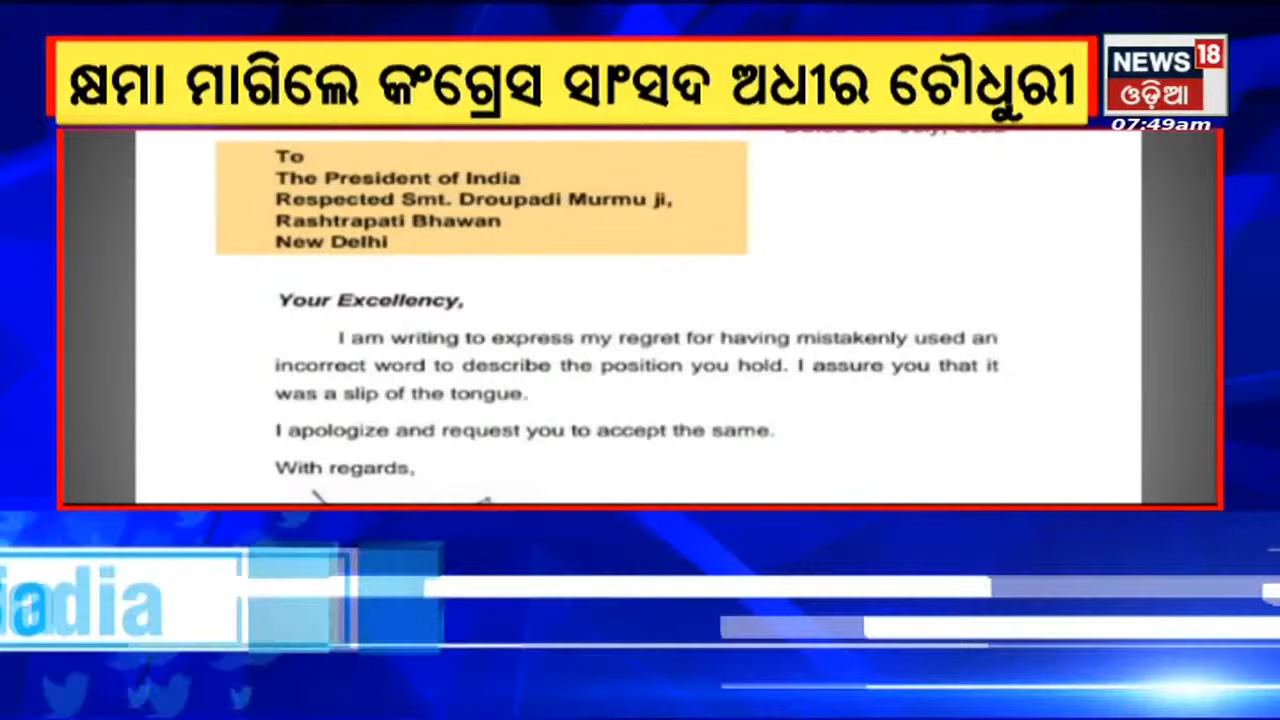 କ୍ଷମା ମାଗିଲେ କଂଗ୍ରେସ ସାଂସଦ ଅଧୀର ଚୌଧୁରୀ
NEWS 18
ଓଡ଼ିଆ
07:49am
To
The President of India
Respected Smt. Droupadi Murmu ji,
Rashtrapati Bhawan
New Delhi
Your Excellency,
I am writing to express my regret for having mistakenly used an
incorrect word to describe the position you hold. I assure you that it
was a slip of the tongue.
I apologize and request you to accept the same.
With regards,